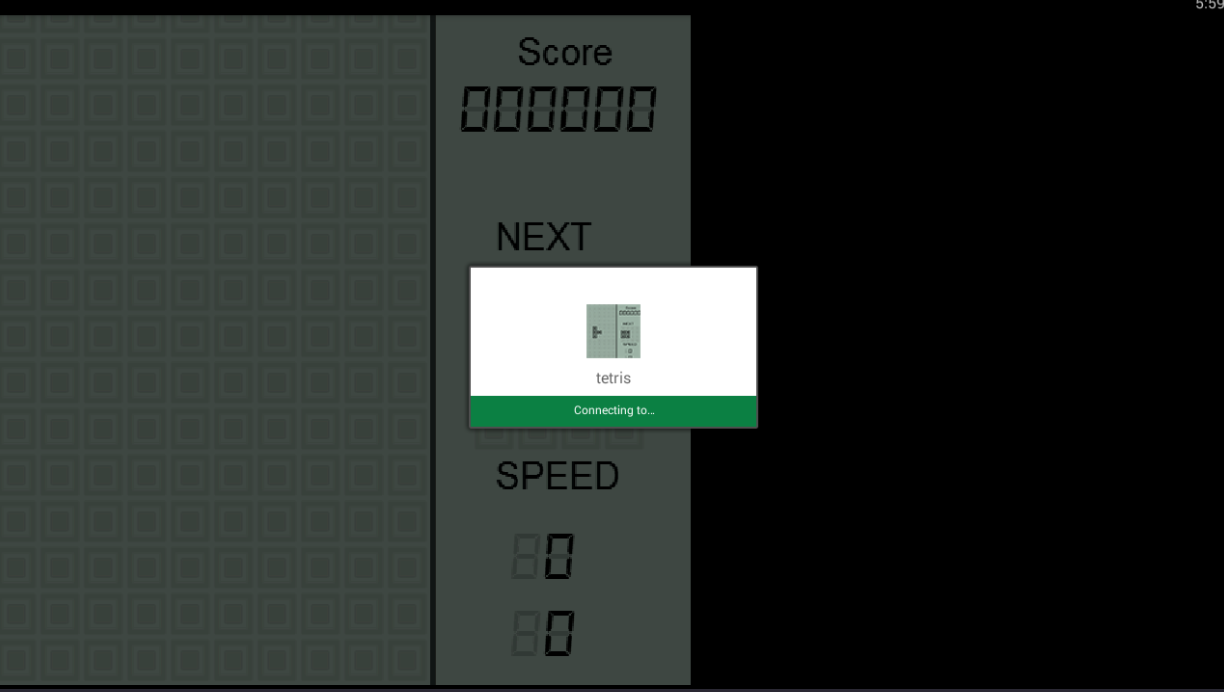 5:59
Score
000000
NEXT
tetris
Connecting to...
SPEED
0
0